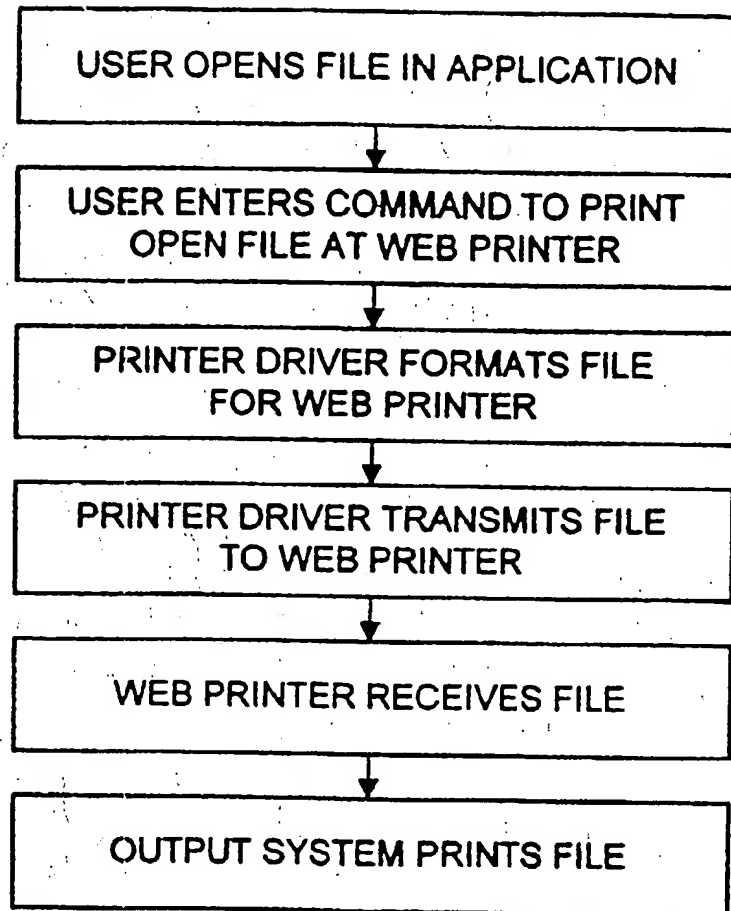 USER OPENS FILE IN APPLICATION
USER ENTERS COMMAND TO PRINT
OPEN FILE AT WEB PRINTER
PRINTER DRIVER FORMATS FILE
FOR WEB PRINTER
PRINTER DRIVER TRANSMITS FILE
TO WEB PRINTER
WEB PRINTER RECEIVES FILE
OUTPUT SYSTEM PRINTS FILE